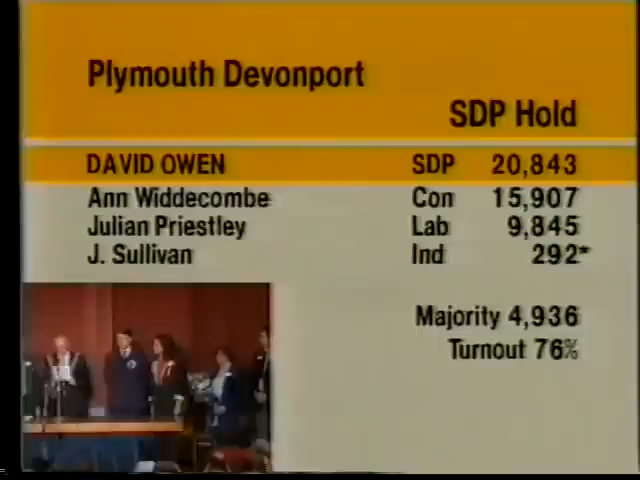 Plymouth Devonport
SDP Hold
DAVID OWEN SDP 20,843
Ann Widdecombe Con 15,907
Julian Priestley Lab 9,845
J. Sullivan Ind 292*
Majority 4,936
Turnout 76%